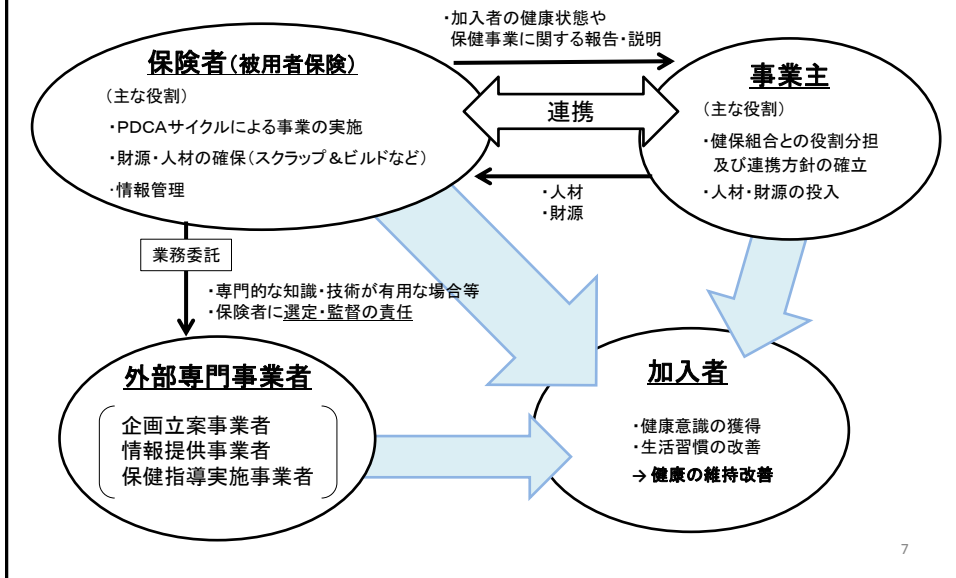 ・加入者の健康状態や
保健事業に関する報告・説明
保険者(被用者保険)
(主な役割)
・PDCAサイクルによる事業の実施
・財源・人材の確保(スクラップ&ビルドなど)
・情報管理
連携
事業主
(主な役割)
・健保組合との役割分担
及び連携方針の確立
・人材・財源の投入
・人材
・財源
業務委託
・専門的な知識・技術が有用な場合等
・保険者に選定・監督の責任
外部専門事業者
企画立案事業者
情報提供事業者
保健指導実施事業者
加入者
・健康意識の獲得
・生活習慣の改善
→健康の維持改善
7